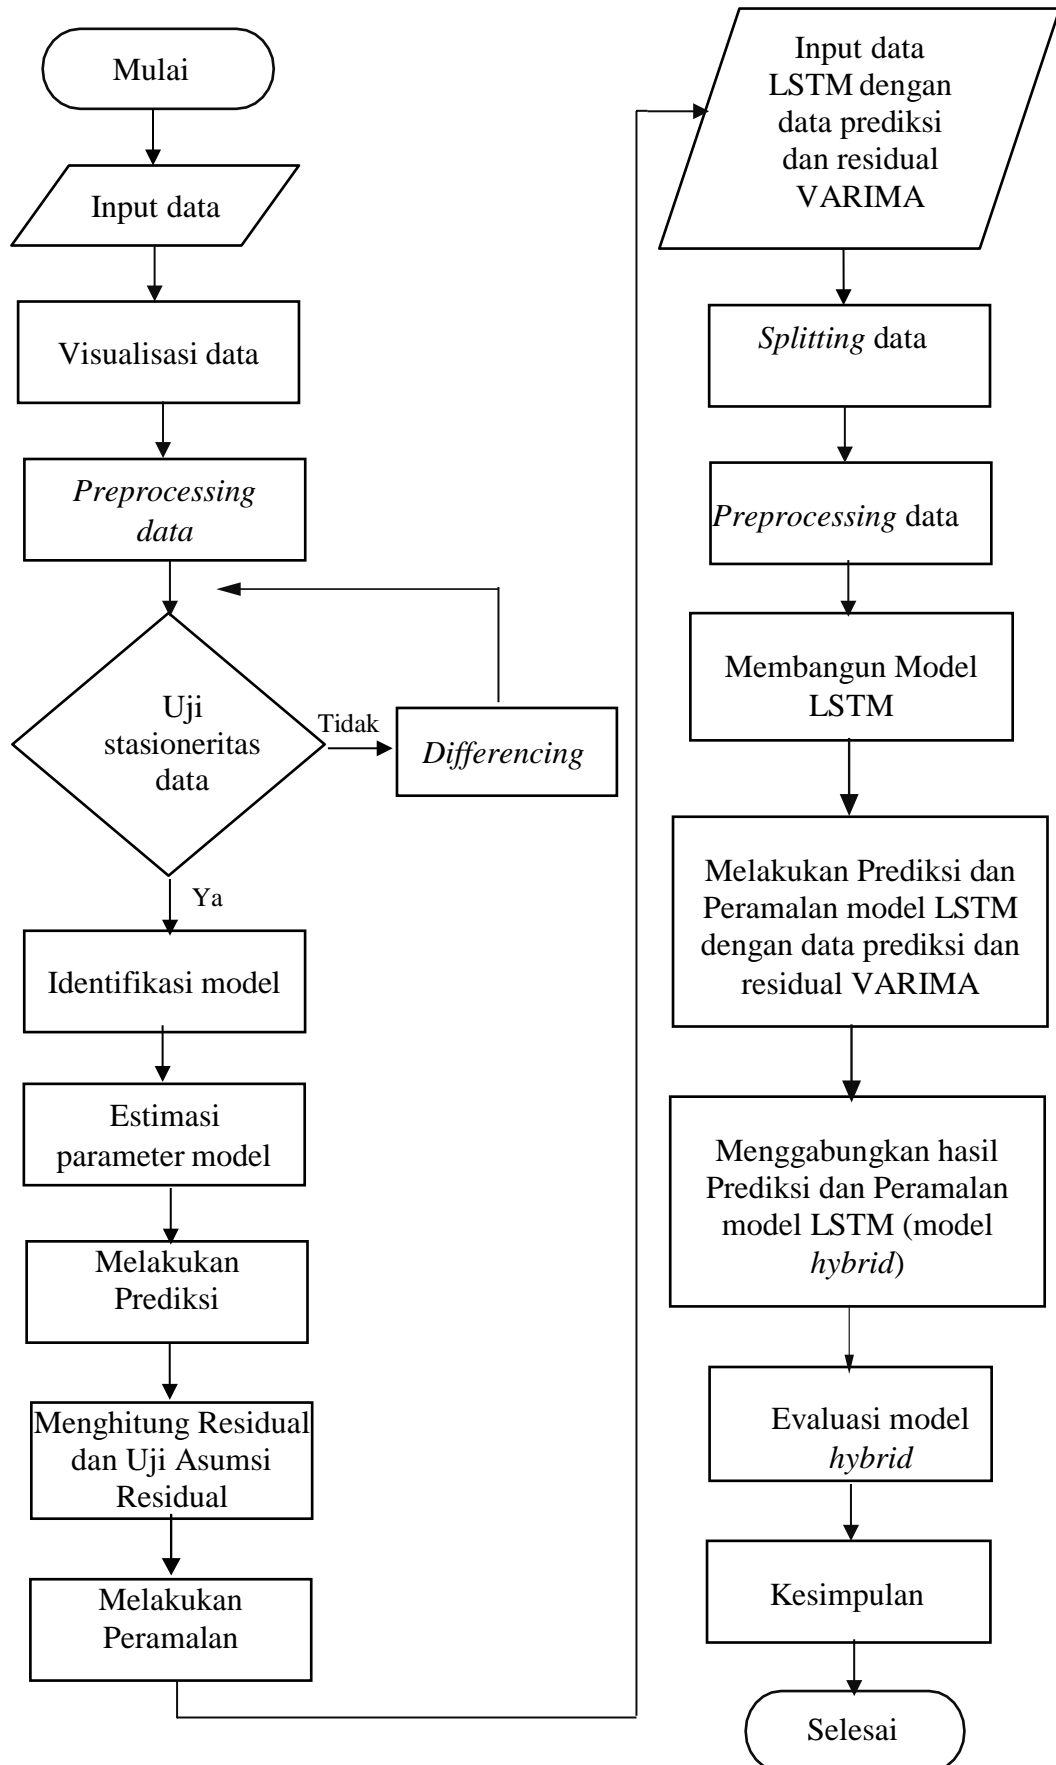 Mulai
Input data
Visualisasi data
Preprocessing
data
Uji
stasioneritas
data
Tidak
Differencing
Ya
Identifikasi model
Estimasi
parameter model
Melakukan
Prediksi
Menghitung Residual
dan Uji Asumsi
Residual
Melakukan
Peramalan
Input data
LSTM dengan
data prediksi
dan residual
VARIMA
Splitting data
Preprocessing data
Membangun Model
LSTM
Melakukan Prediksi dan
Peramalan model LSTM
dengan data prediksi dan
residual VARIMA
Menggabungkan hasil
Prediksi dan Peramalan
model LSTM (model
hybrid)
Evaluasi model
hybrid
Kesimpulan
Selesai